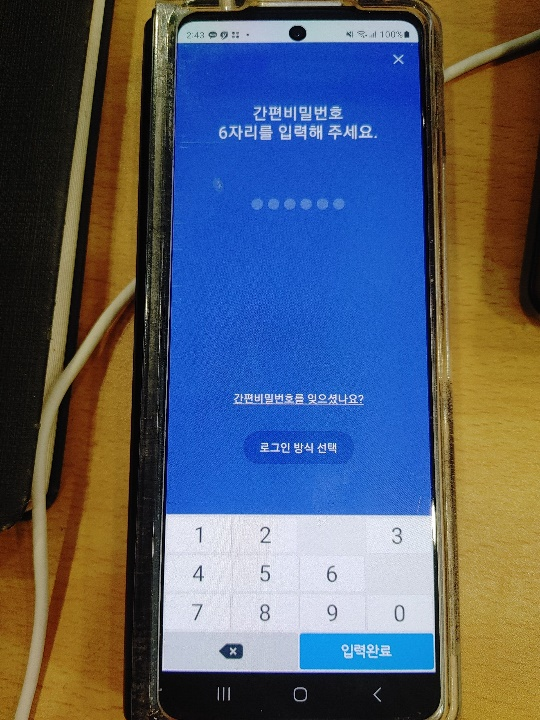 2:43
100%
간편비밀번호
6자리를 입력해 주세요.
간편비밀번호를 잊으셨나요?
로그인 방식 선택
1 2 3
4 5 6
7 8 9 0
입력완료